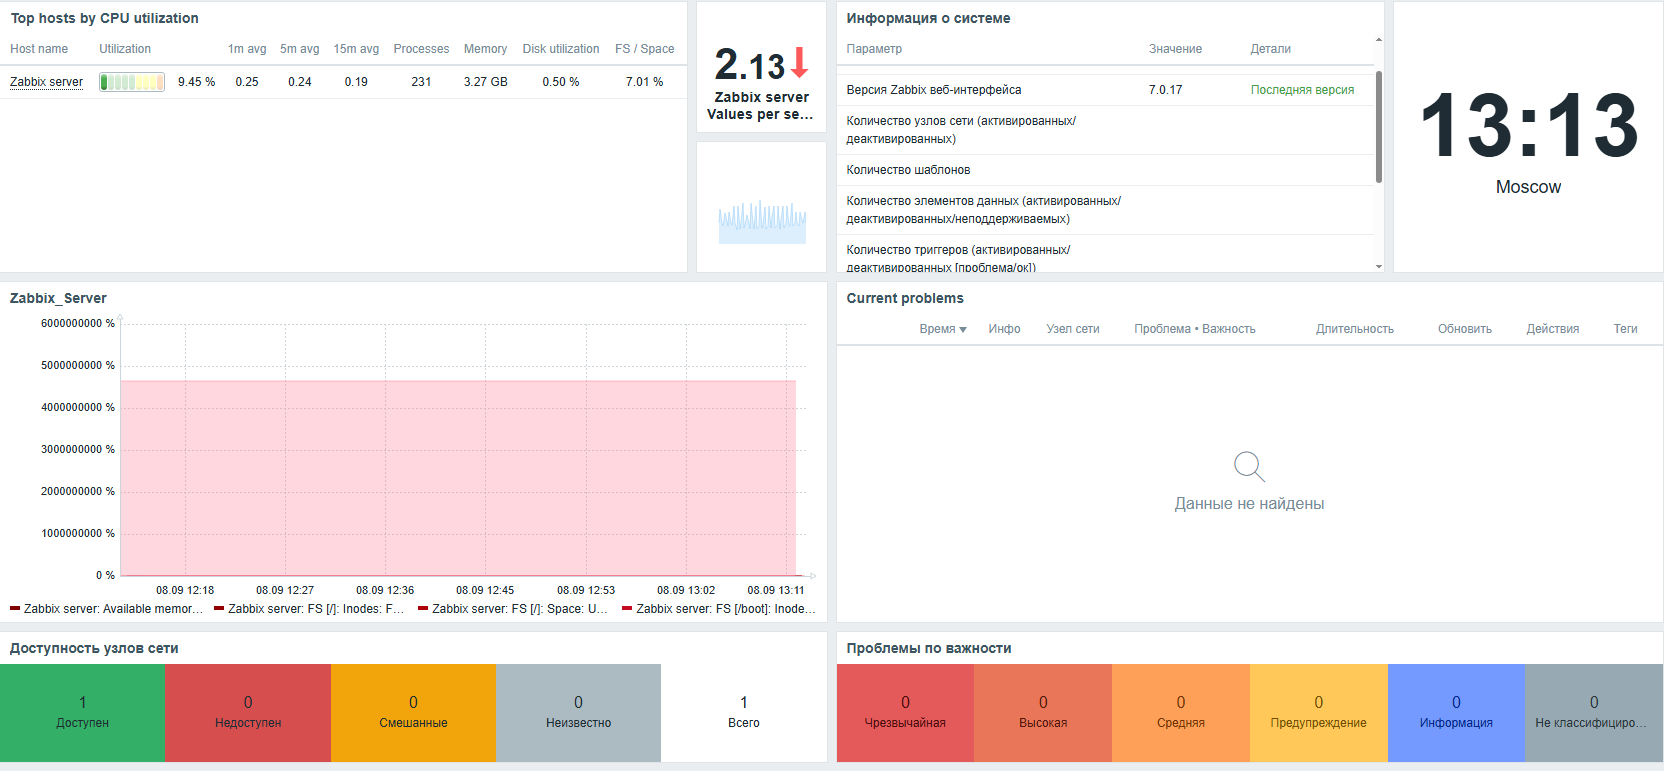 Top hosts by CPU utilization
Host name Utilization 1m avg 5m avg 15m avg Processes Memory Disk utilization FS / Space
Zabbix server 9.45 % 0.25 0.24 0.19 231 3.27 GB 0.50 % 7.01 %
2.13
Zabbix server
Values per se...
Информация о системе
Параметр Значение Детали
Версия Zabbix веб-интерфейса 7.0.17 Последняя версия
Количество узлов сети (активированных/
деактивированных)
Количество шаблонов
Количество элементов данных (активированных/
деактивированных/неподдерживаемых)
Количество триггеров (активированных/
деактивированных [проблема/ок])
13:13
Moscow
Zabbix_Server
6000000000 %
5000000000 %
4000000000 %
3000000000 %
2000000000 %
1000000000 %
0 %
08.09 12:18 08.09 12:27 08.09 12:36 08.09 12:45 08.09 12:53 08.09 13:02 08.09 13:11
Zabbix server: Available memor... Zabbix server: FS [/]: Inodes: F... Zabbix server: FS [/]: Space: U... Zabbix server: FS [/boot]: Inode...
Current problems
Время Инфо Узел сети Проблема • Важность Длительность Обновить Действия Теги
Данные не найдены
Доступность узлов сети
1 0 0 0 1
Доступен Недоступен Смешанные Неизвестно Всего
Проблемы по важности
0 0 0 0 0 0
Чрезвычайная Высокая Средняя Предупреждение Информация Не классифициро...